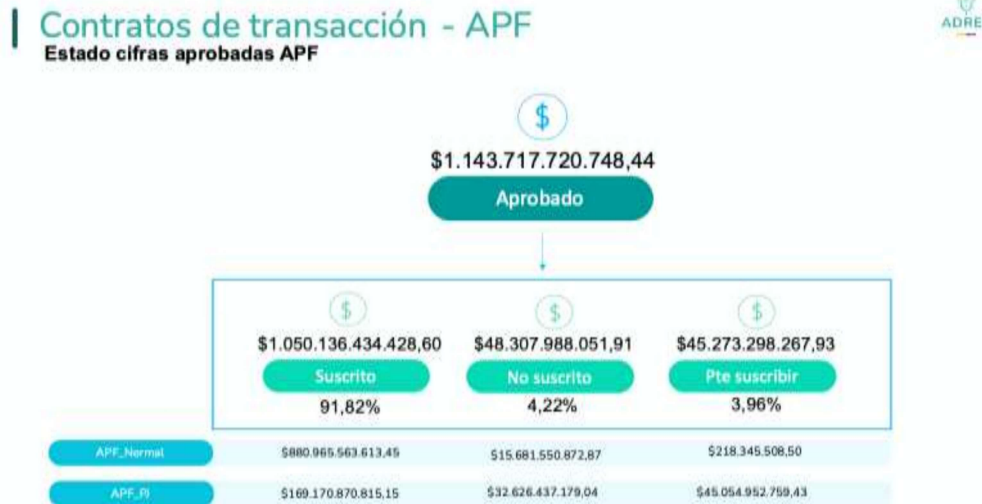 Contratos de transacción - APF
ADRE
Estado cifras aprobadas APF
$
$1.143.717.720.748,44
Aprobado
$ $ $
$1.050.136.434.428,60 $48.307.988.051,91 $45.273.298.267,93
Suscrito No suscrito Pte suscribir
91,82% 4,22% 3,96%
APF_Normal $880.965.563.613,45 $15.681.550.872,87 $218.345.508,50
APF_PJ $169.170.870.815,15 $32.626.437.179,04 $45.054.952.759,43